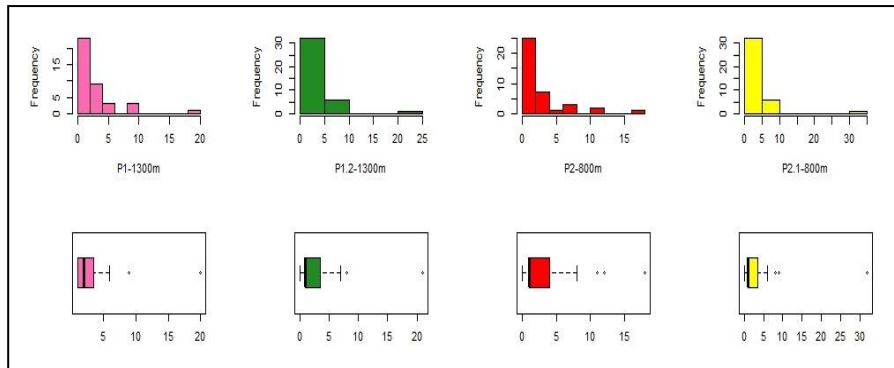 Frequency
0 5 15
0 5 10 15 20
P1-1300m
Frequency
0 10 20 30
0 5 10 15 20 25
P1.2-1300m
Frequency
0 10 20
0 5 10 15
P2-800m
Frequency
0 10 20 30
0 5 10 20 30
P2.1-800m
5 10 15 20
0 5 10 15 20
0 5 10 15
0 5 10 15 20 25 30